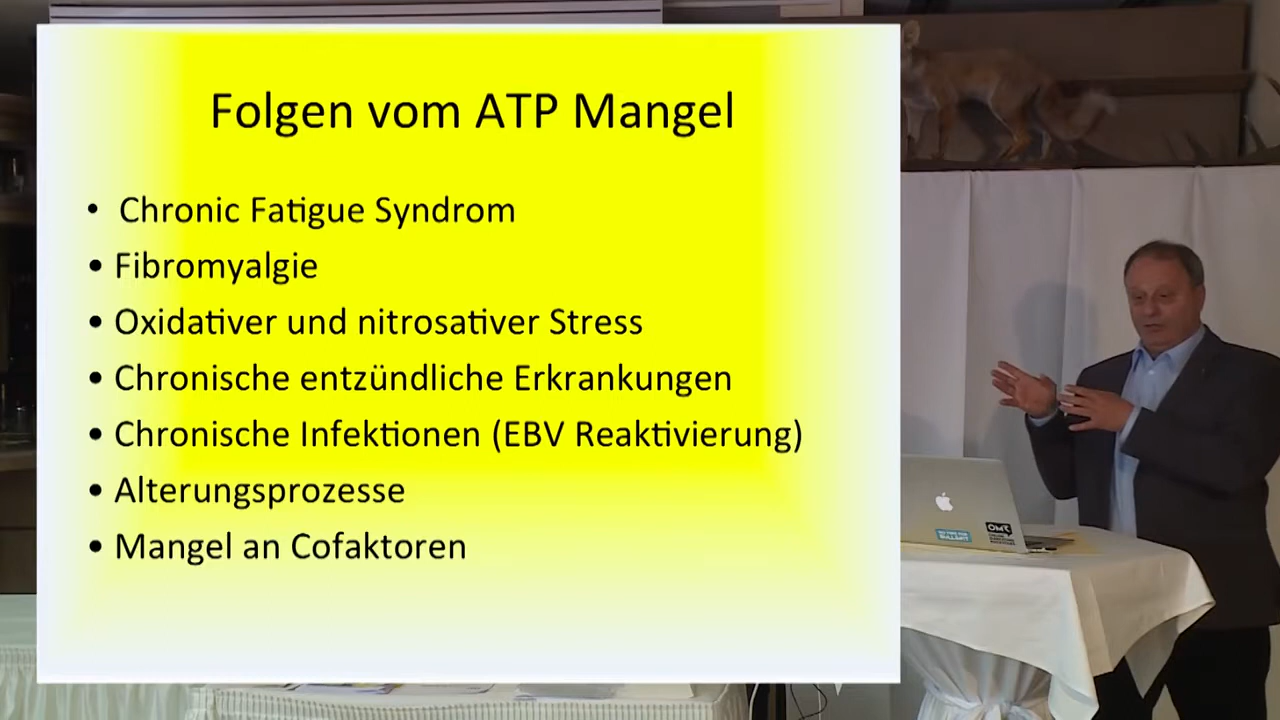 Folgen vom ATP Mangel
• Chronic Fatigue Syndrom
• Fibromyalgie
• Oxidativer und nitrosativer Stress
• Chronische entzündliche Erkrankungen
• Chronische Infektionen (EBV Reaktivierung)
• Alterungsprozesse
• Mangel an Cofaktoren
OMR